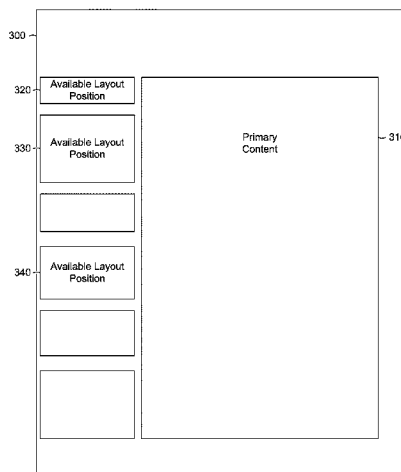 300
320
Available Layout
Position
330
Available Layout
Position
Primary
Content
340
Available Layout
Position